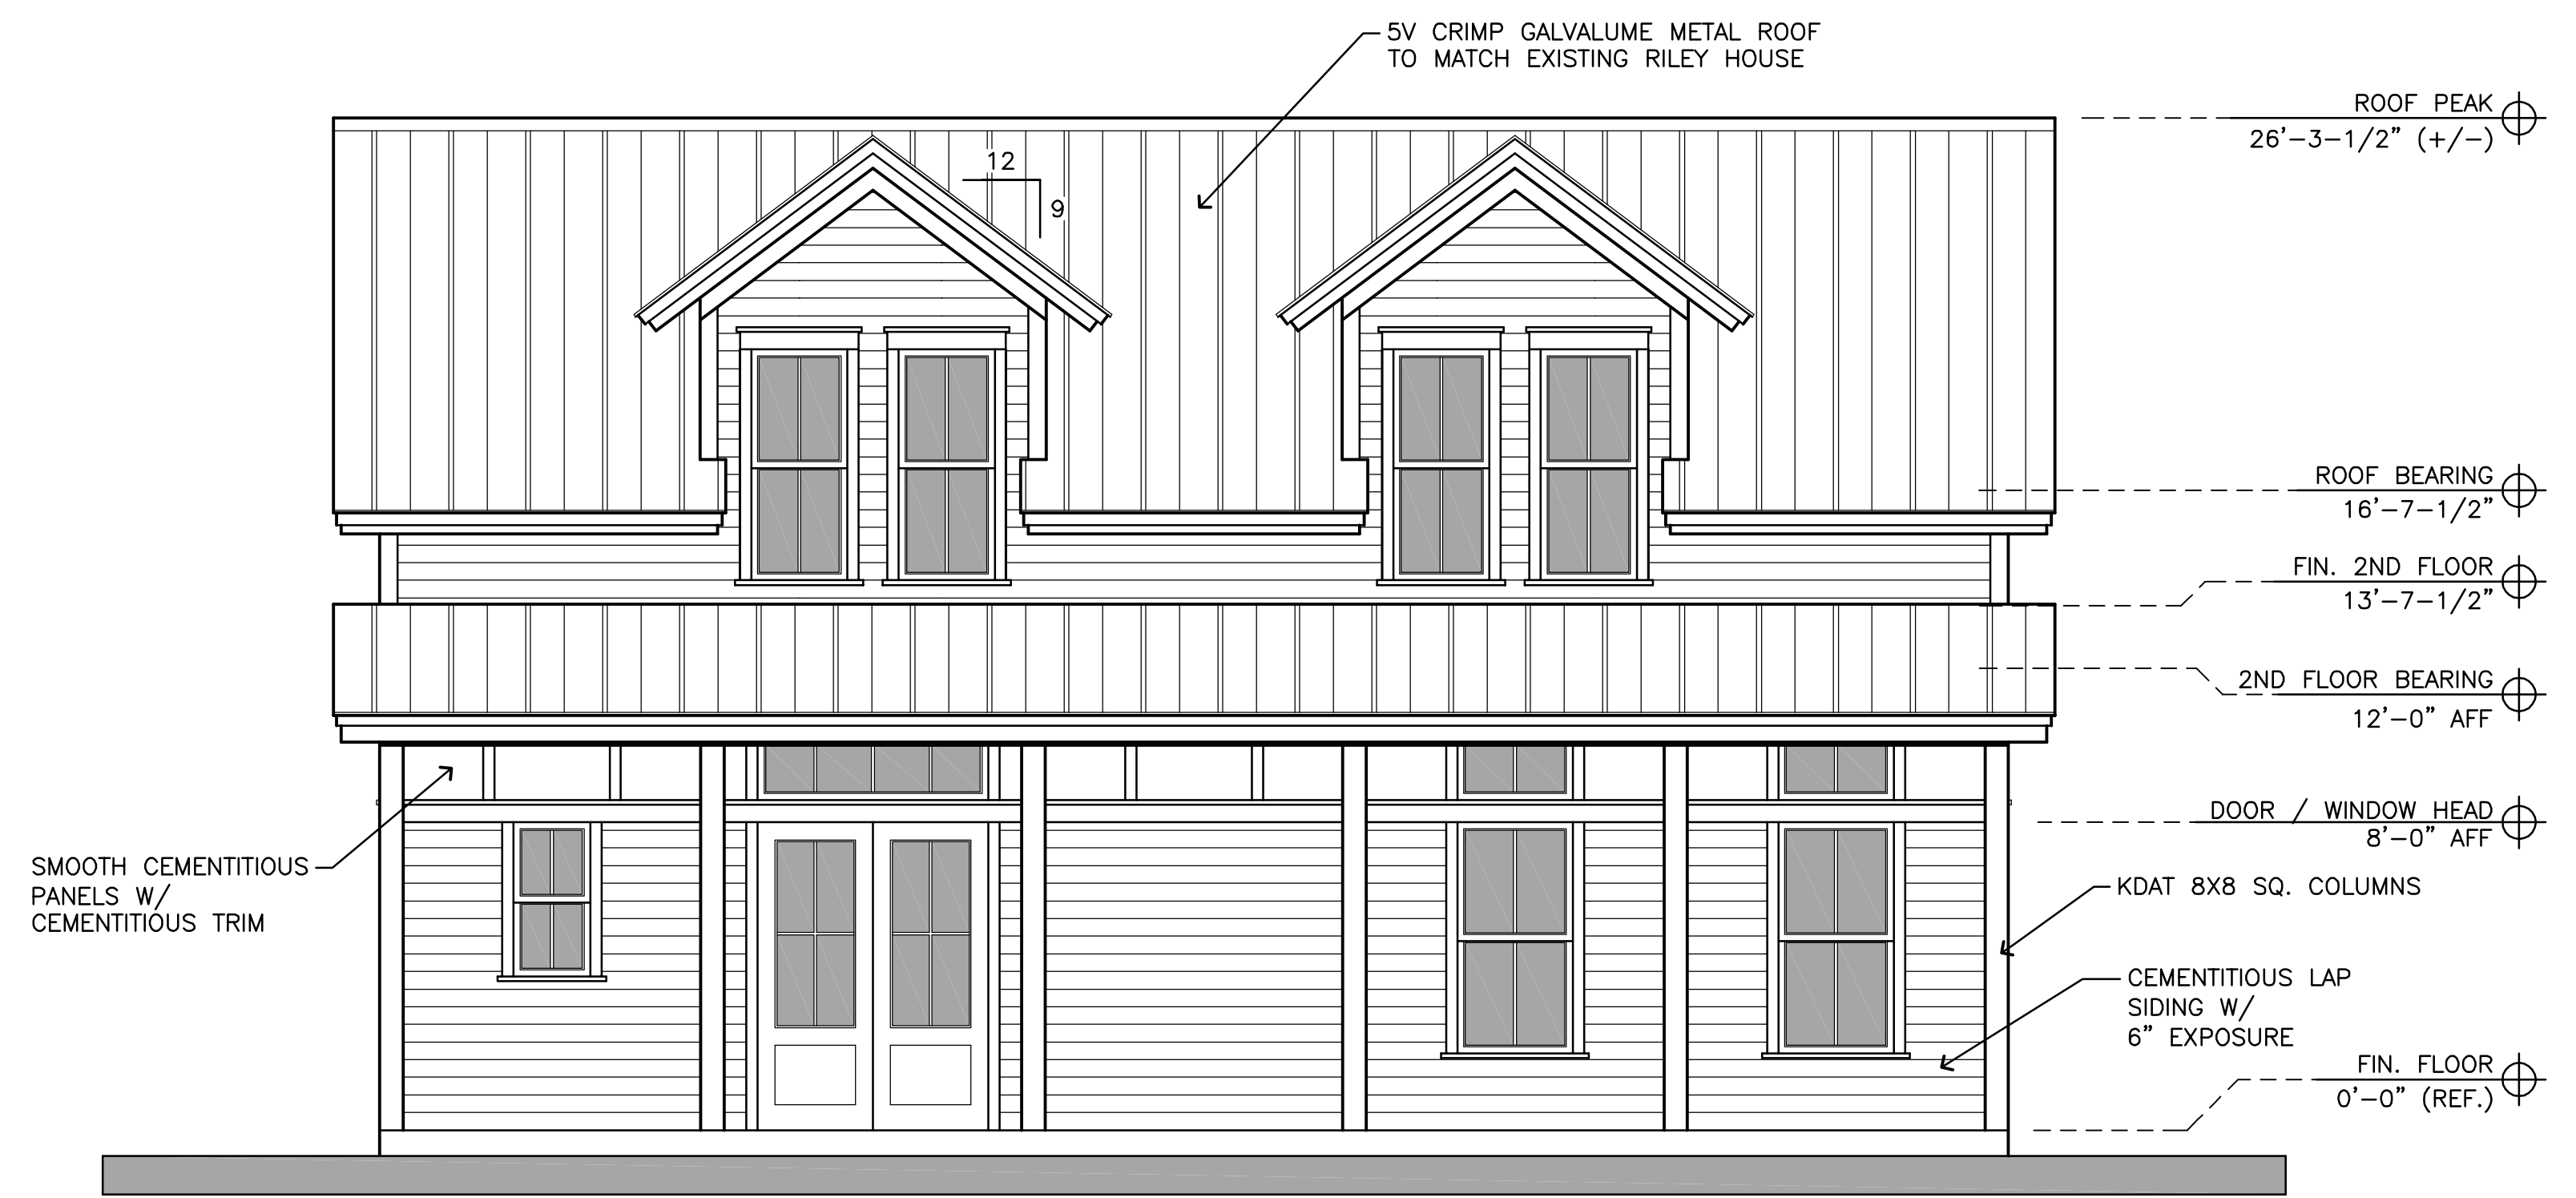 5V CRIMP GALVALUME METAL ROOF
TO MATCH EXISTING RILEY HOUSE
ROOF PEAK
26'-3-1/2" (+/-)
12
9
ROOF BEARING
16'-7-1/2"
FIN. 2ND FLOOR
13'-7-1/2"
2ND FLOOR BEARING
12'-0" AFF
DOOR / WINDOW HEAD
8'-0" AFF
SMOOTH CEMENTITIOUS
PANELS W/
CEMENTITIOUS TRIM
KDAT 8X8 SQ. COLUMNS
CEMENTITIOUS LAP
SIDING W/
6" EXPOSURE
FIN. FLOOR
0'-0" (REF.)